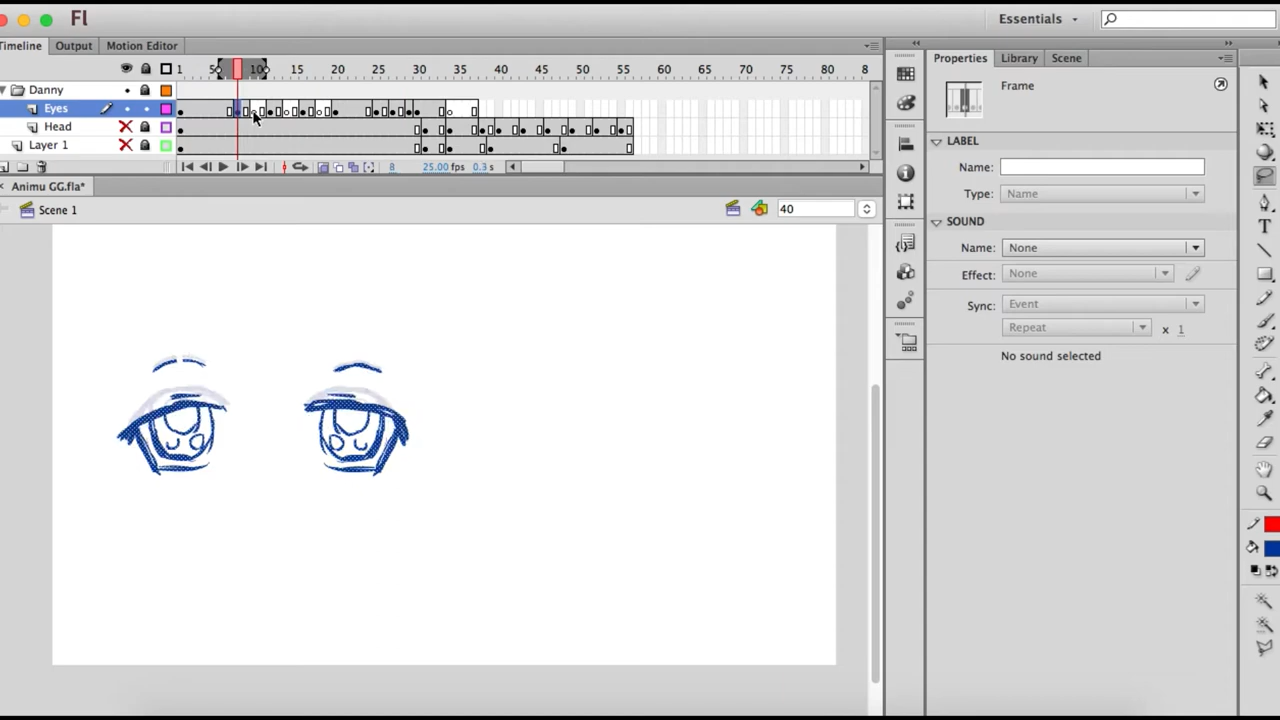 Fl
Essentials
Timeline Output Motion Editor
1 5 10 15 20 25 30 35 40 45 50 55 60 65 70 75 80 8
Danny
Eyes
Head
Layer 1
8 25.00 fps 0.3 s
Animu GG.fla*
Scene 1
40
Properties Library Scene
Frame
LABEL
Name:
Type: Name
SOUND
Name: None
Effect: None
Sync: Event
Repeat x 1
No sound selected
T